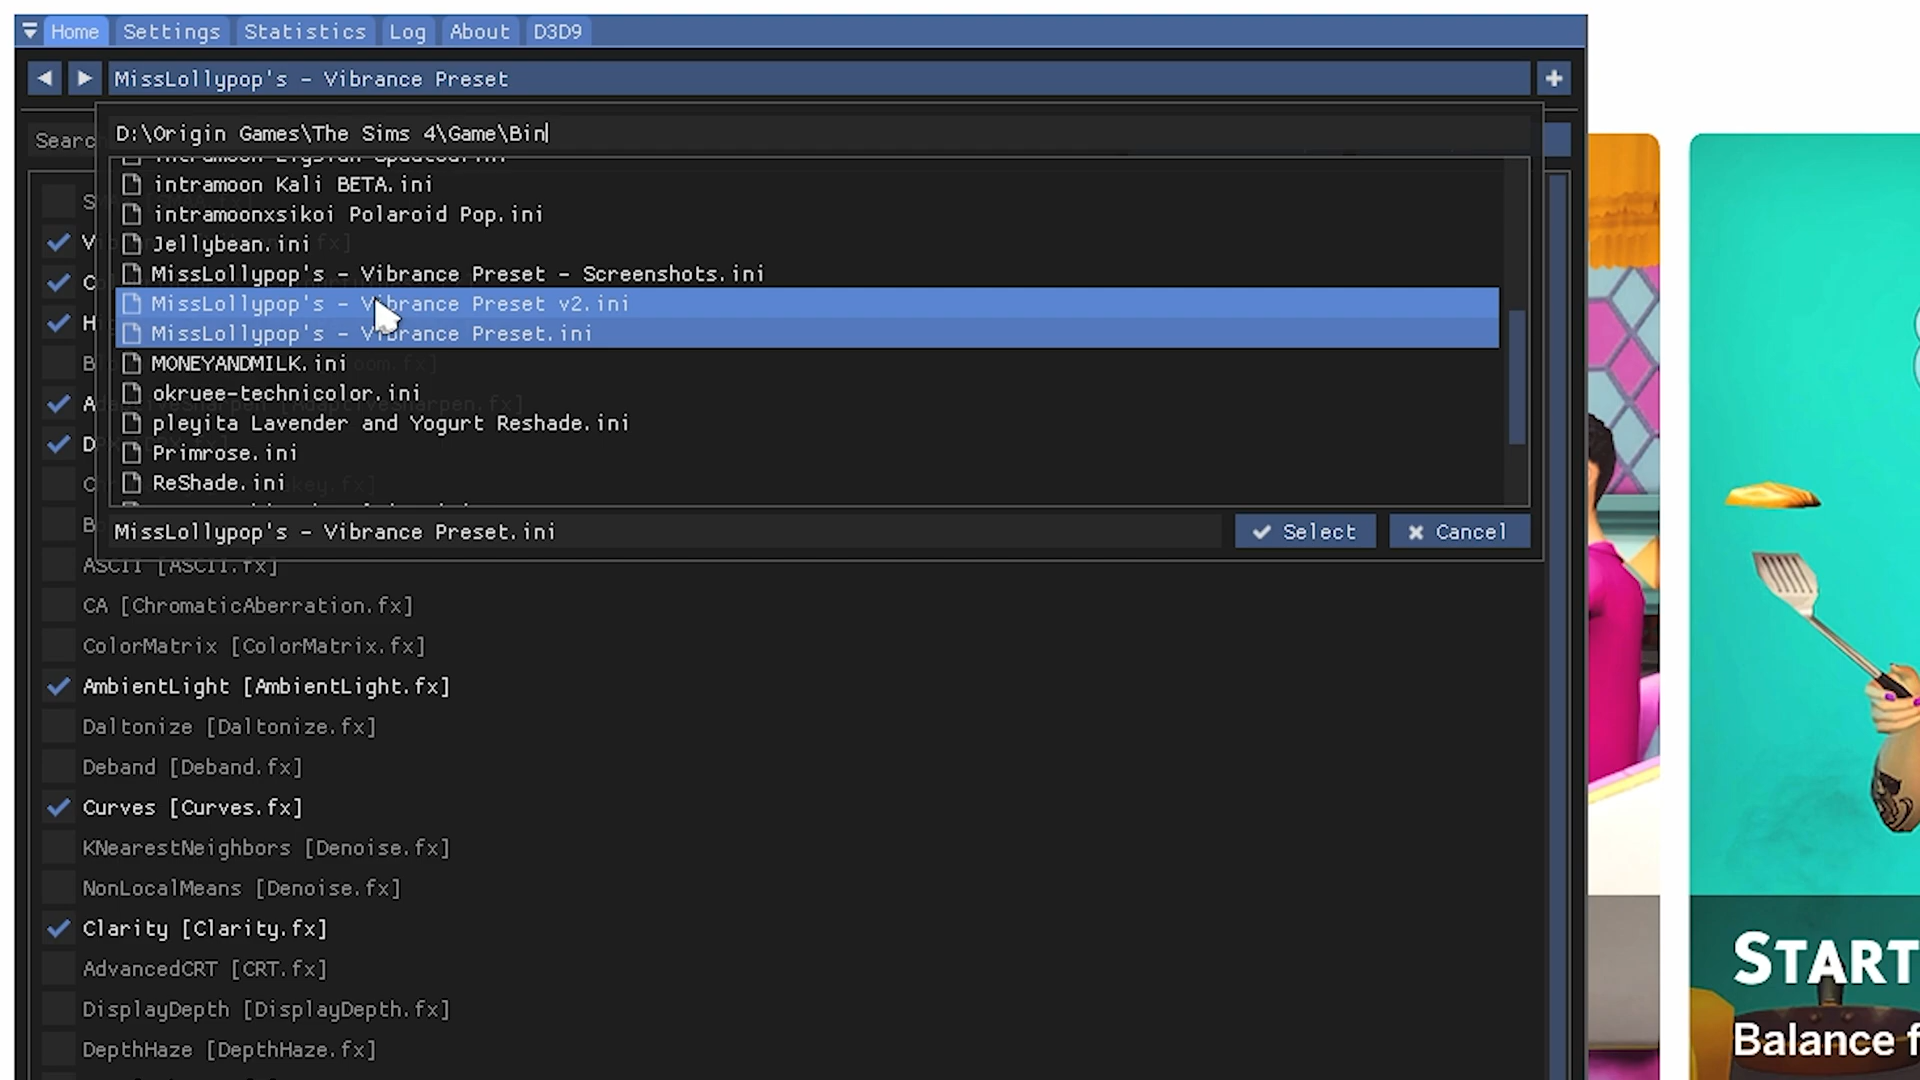 Home Settings Statistics Log About D3D9
MissLollypop's - Vibrance Preset
Searc
D:\Origin Games\The Sims 4\Game\Bin
intramoon Kali BETA.ini
intramoonxsikoi Polaroid Pop.ini
Jellybean.ini
MissLollypop's - Vibrance Preset - Screenshots.ini
MissLollypop's - Vibrance Preset v2.ini
MissLollypop's - Vibrance Preset.ini
MONEYANDMILK.ini
okruee-technicolor.ini
pleyita Lavender and Yogurt Reshade.ini
Primrose.ini
ReShade.ini
MissLollypop's - Vibrance Preset.ini Select Cancel
ASCII [ASCII.fx]
CA [ChromaticAberration.fx]
ColorMatrix [ColorMatrix.fx]
AmbientLight [AmbientLight.fx]
Daltonize [Daltonize.fx]
Deband [Deband.fx]
Curves [Curves.fx]
KNearestNeighbors [Denoise.fx]
NonLocalMeans [Denoise.fx]
Clarity [Clarity.fx]
AdvancedCRT [CRT.fx]
DisplayDepth [DisplayDepth.fx]
DepthHaze [DepthHaze.fx]
START
Balance f